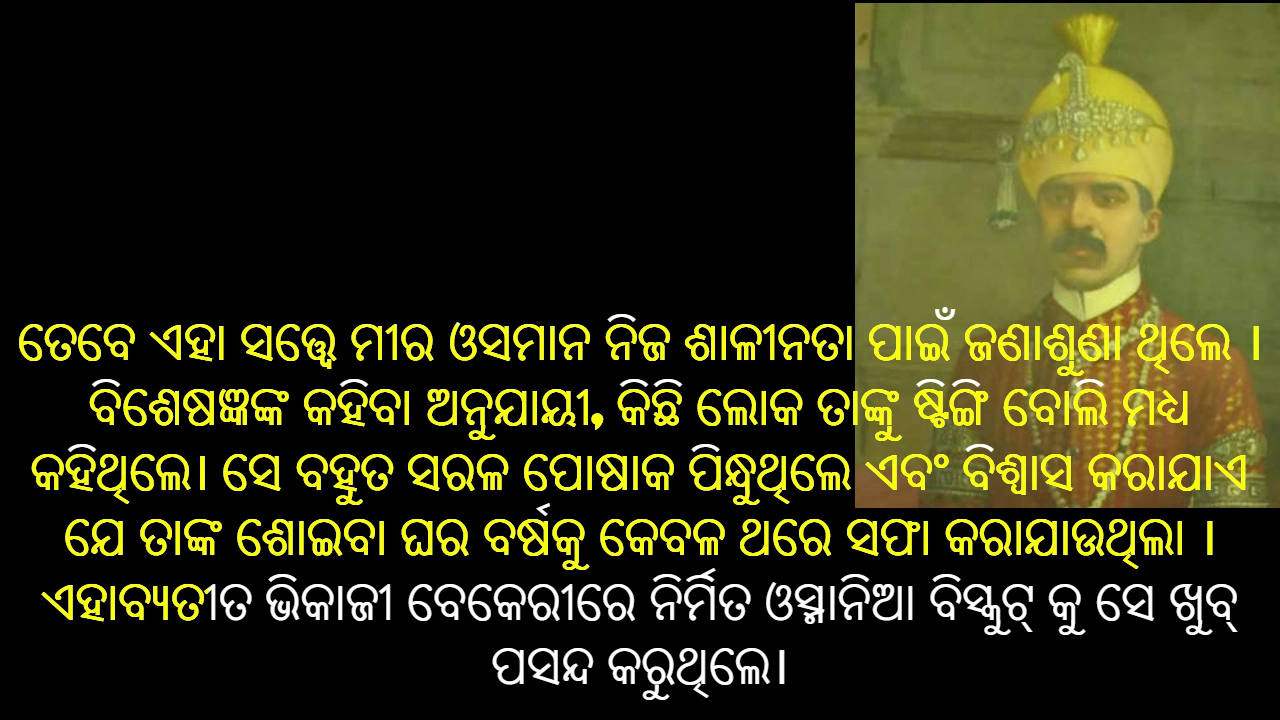 ତେବେ ଏହା ସତ୍ତ୍ୱେ ମୀର ଓସମାନ ନିଜ ଶାଳୀନତା ପାଇଁ ଜଣାଶୁଣା ଥିଲେ ।
ବିଶେଷଜ୍ଞଙ୍କ କହିବା ଅନୁଯାୟୀ, କିଛି ଲୋକ ତାଙ୍କୁ ଷ୍ଟିଙ୍ଗି ବୋଲି ମଧ୍ୟ
କହିଥିଲେ। ସେ ବହୁତ ସରଳ ପୋଷାକ ପିନ୍ଧୁଥିଲେ ଏବଂ ବିଶ୍ୱାସ କରାଯାଏ
ଯେ ତାଙ୍କ ଶୋଇବା ଘର ବର୍ଷକୁ କେବଳ ଥରେ ସଫା କରାଯାଉଥିଲା ।
ଏହାବ୍ୟତୀତ ଭିକାଜୀ ବେକେରୀରେ ନିର୍ମିତ ଓସ୍ମାନିଆ ବିସ୍କୁଟ୍ କୁ ସେ ଖୁବ୍
ପସନ୍ଦ କରୁଥିଲେ।